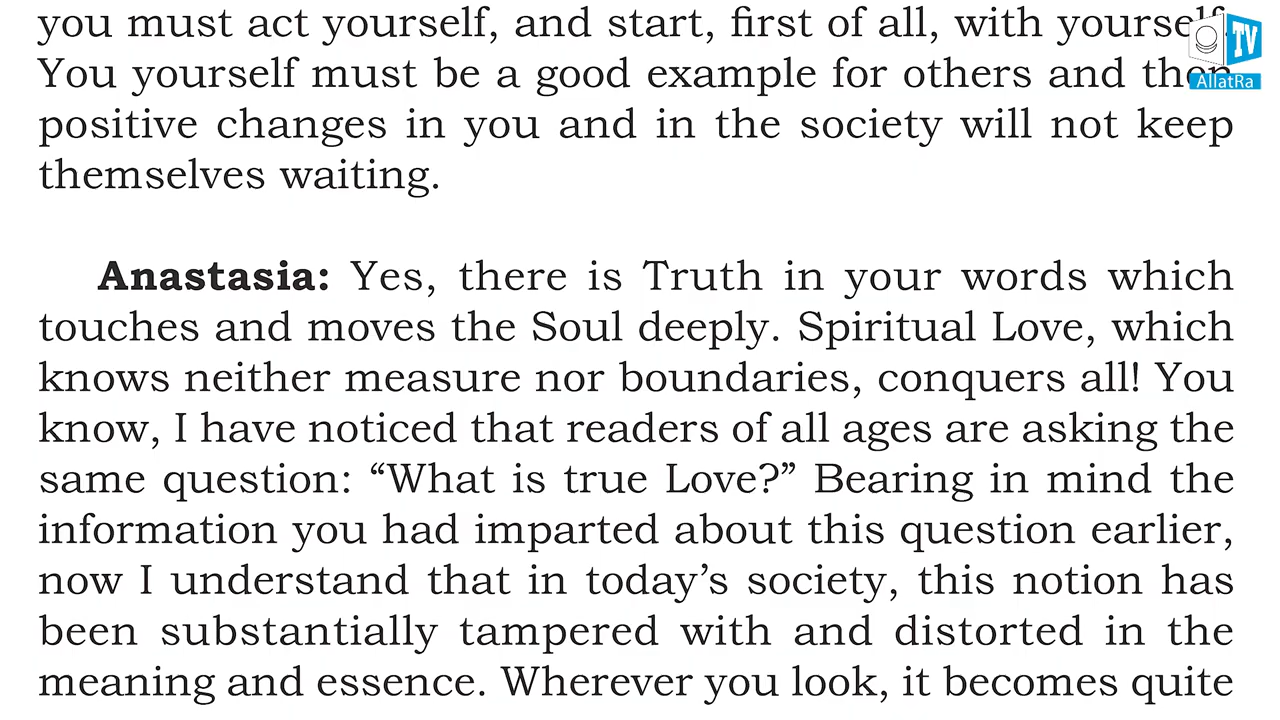 you must act yourself, and start, first of all, with yourself.
You yourself must be a good example for others and then
positive changes in you and in the society will not keep
themselves waiting.
Anastasia: Yes, there is Truth in your words which
touches and moves the Soul deeply. Spiritual Love, which
knows neither measure nor boundaries, conquers all! You
know, I have noticed that readers of all ages are asking the
same question: “What is true Love?” Bearing in mind the
information you had imparted about this question earlier,
now I understand that in today’s society, this notion has
been substantially tampered with and distorted in the
meaning and essence. Wherever you look, it becomes quite
TV
AllatRa